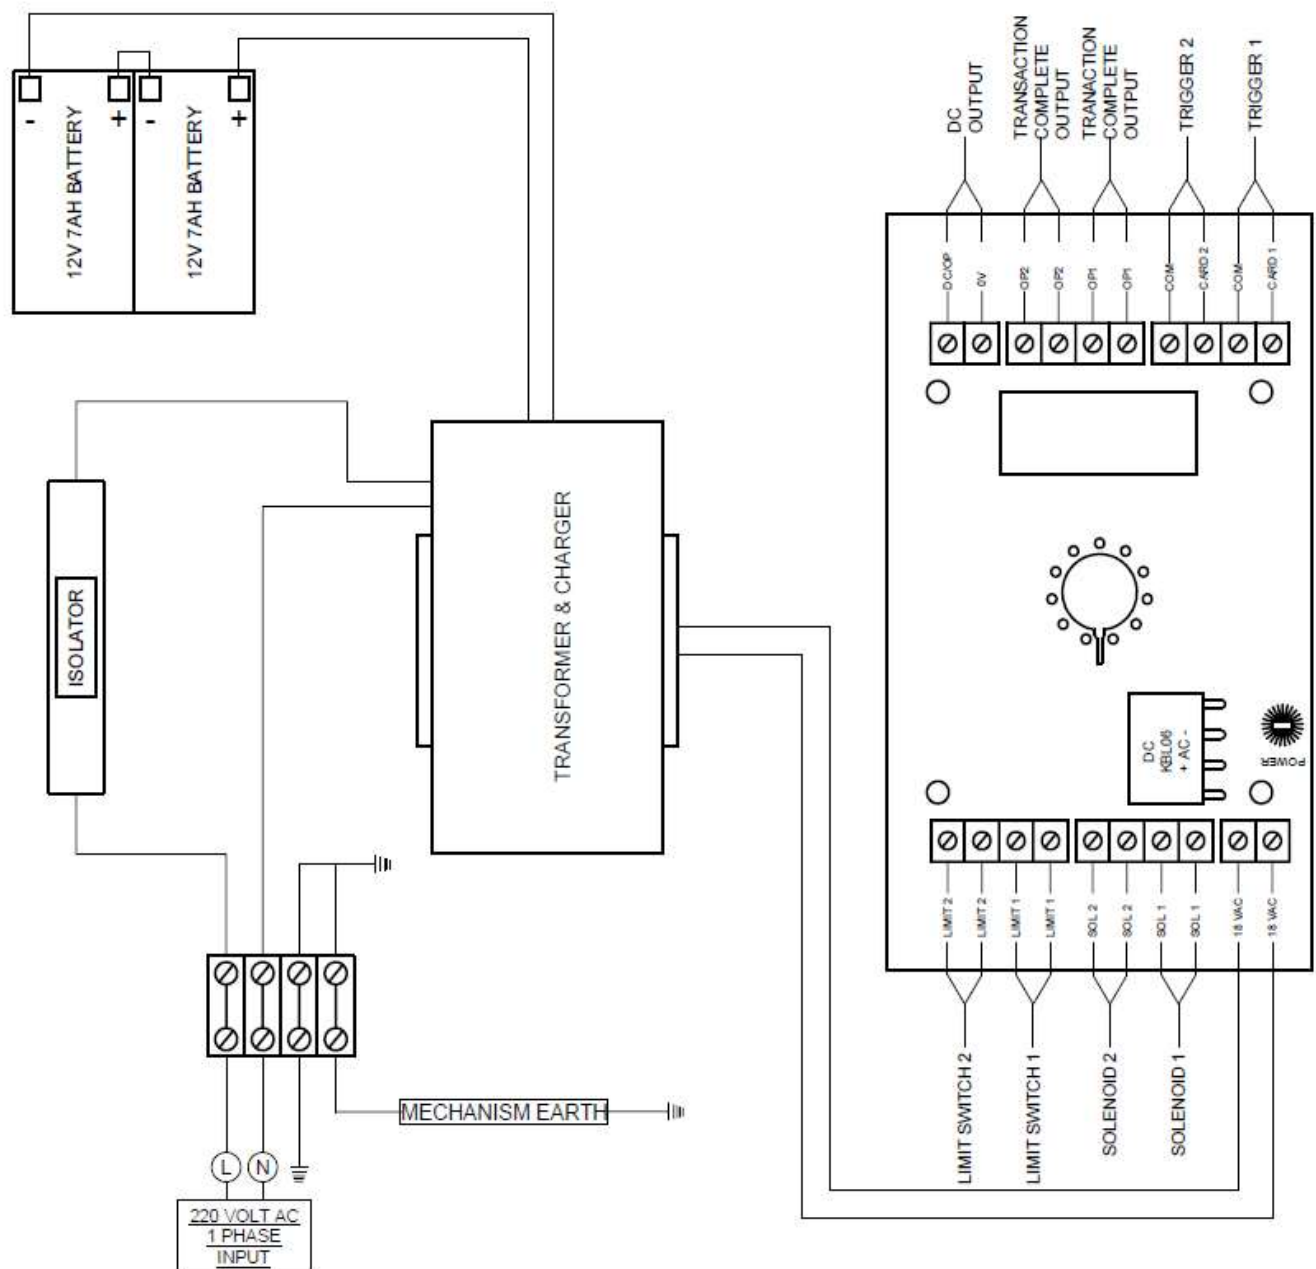 -
+
-
+
12V 7AH BATTERY
12V 7AH BATTERY
DC
OUTPUT
TRANSACTION
COMPLETE
OUTPUT
TRANACTION
COMPLETE
OUTPUT
TRIGGER 2
TRIGGER 1
DC/OP
0V
OP2
OP2
OP1
OP1
COM
CARD 2
COM
CARD 1
ISOLATOR
TRANSFORMER & CHARGER
DC
KBL06
+ AC -
POWER
LIMIT 2
LIMIT 2
LIMIT 1
LIMIT 1
SOL 2
SOL 2
SOL 1
SOL 1
18 VAC
18 VAC
LIMIT SWITCH 2
LIMIT SWITCH 1
SOLENOID 2
SOLENOID 1
MECHANISM EARTH
L
N
220 VOLT AC
1 PHASE
INPUT